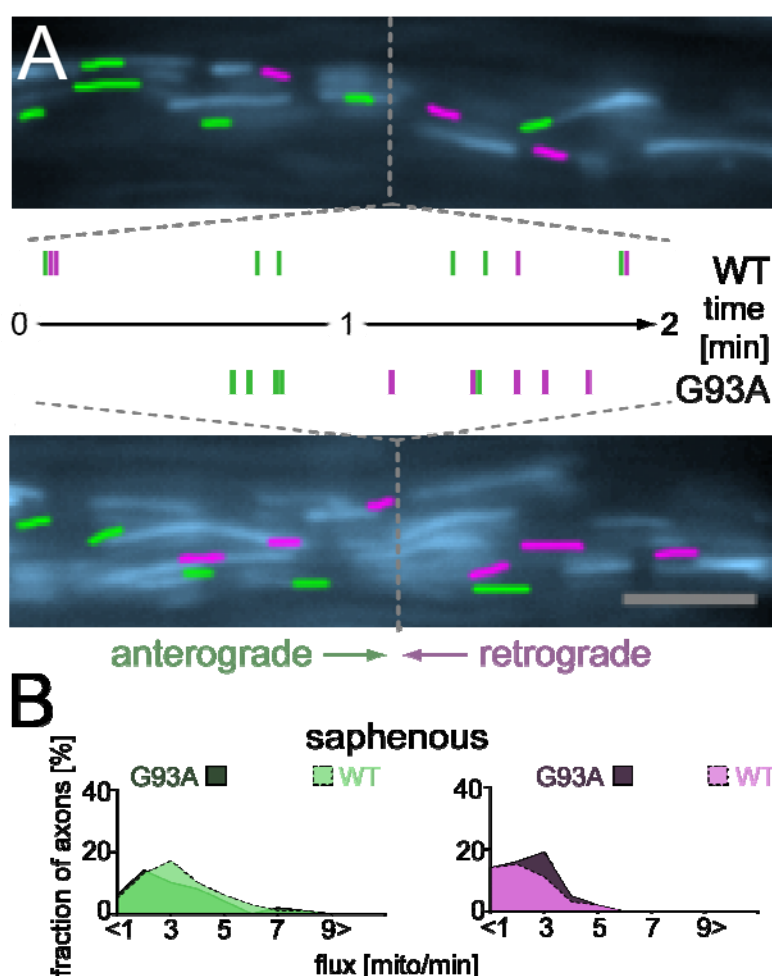 A
WT
time
0 1 2
[min]
G93A
anterograde retrograde
B
saphenous
fraction of axons [%]
G93A WT
40
20
0
<1 3 5 7 9>
G93A WT
40
20
0
<1 3 5 7 9>
flux [mito/min]